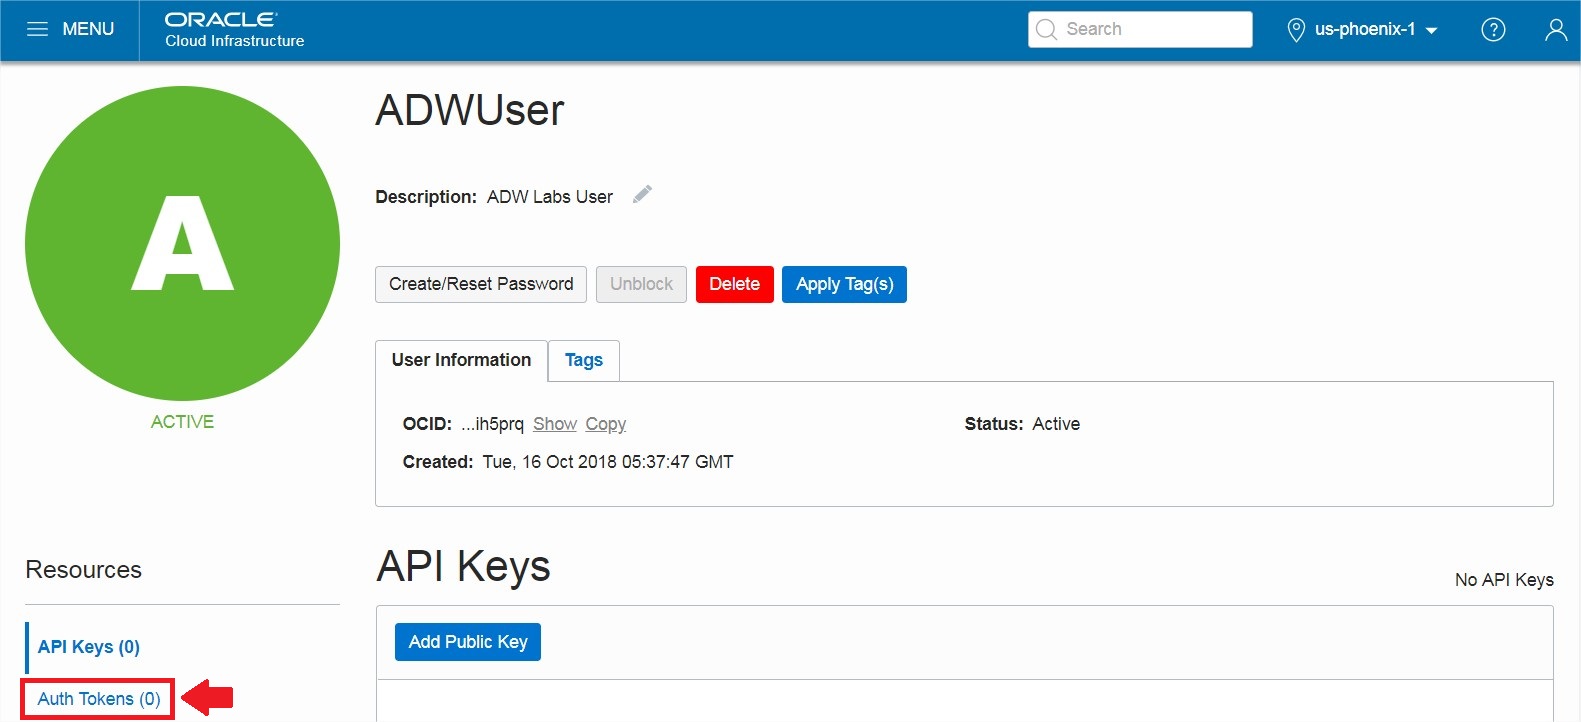 MENU
ORACLE
Cloud Infrastructure
Search
us-phoenix-1
?
A
ACTIVE
ADWUser
Description: ADW Labs User
Create/Reset Password Unblock Delete Apply Tag(s)
User Information Tags
OCID: ...ih5prq Show Copy Status: Active
Created: Tue, 16 Oct 2018 05:37:47 GMT
Resources
API Keys (0)
Auth Tokens (0)
API Keys
No API Keys
Add Public Key